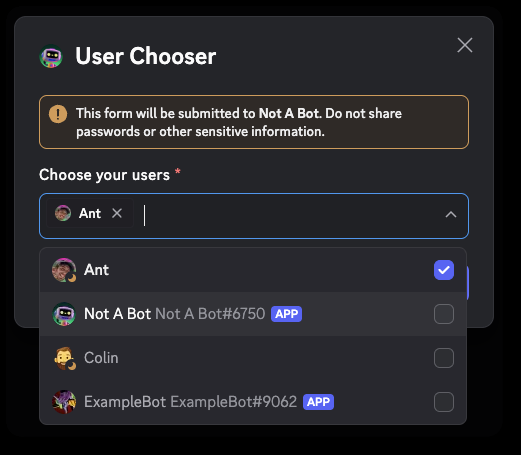 User Chooser
This form will be submitted to Not A Bot. Do not share
passwords or other sensitive information.
Choose your users *
Ant
Ant
Not A Bot Not A Bot#6750 APP
Colin
ExampleBot ExampleBot#9062 APP